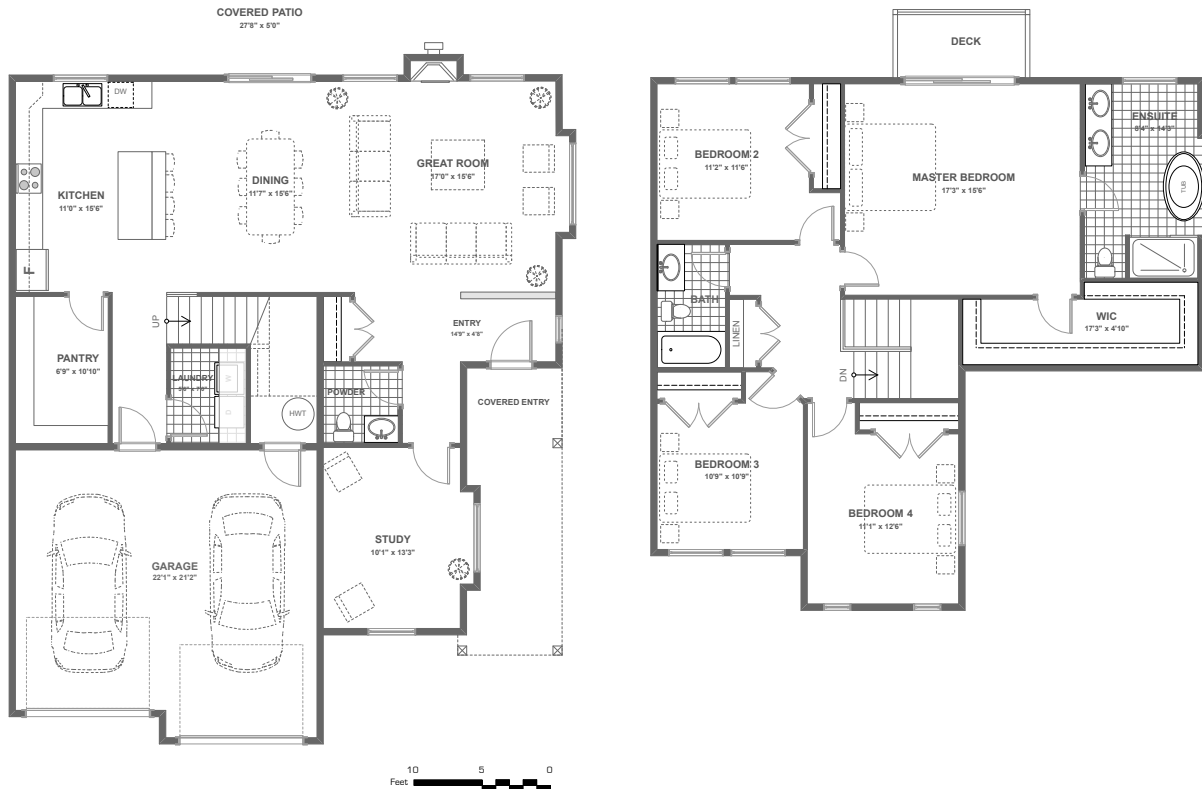 COVERED PATIO
27'8" x 5'0"
DW
KITCHEN
11'0" x 15'6"
DINING
11'7" x 15'6"
GREAT ROOM
17'0" x 15'6"
F
UP
ENTRY
14'9" x 4'8"
PANTRY
6'9" x 10'10"
LAUNDRY
W
D
HWT
POWDER
COVERED ENTRY
STUDY
10'1" x 13'3"
GARAGE
22'1" x 21'2"
10 5 0
Feet
DECK
BEDROOM 2
11'2" x 11'6"
MASTER BEDROOM
17'3" x 15'6"
ENSUITE
8'4" x 14'3"
TUB
BATH
LINEN
WIC
17'3" x 4'10"
DN
BEDROOM 3
10'9" x 10'9"
BEDROOM 4
11'1" x 12'6"